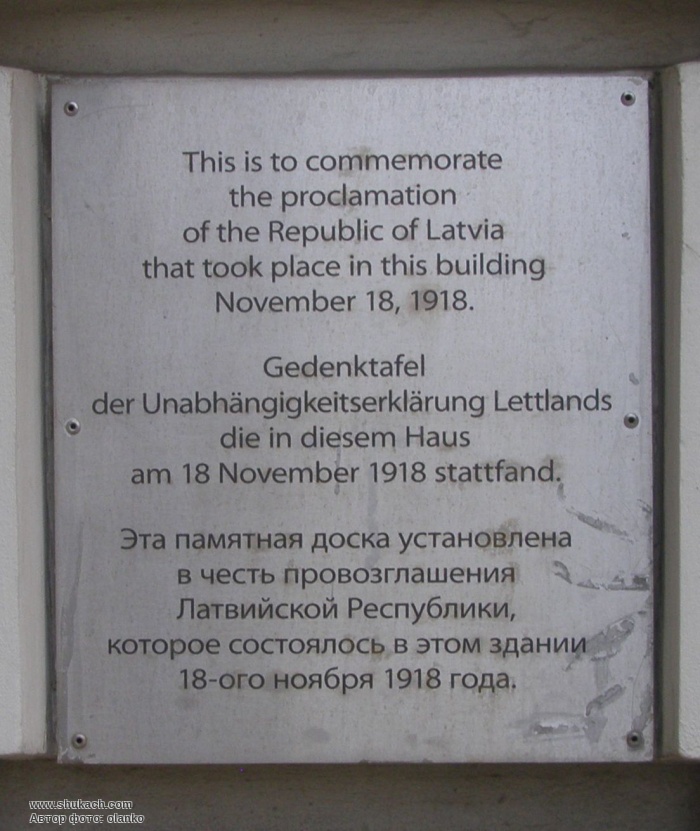 This is to commemorate
the proclamation
of the Republic of Latvia
that took place in this building
November 18, 1918.
Gedenktafel
der Unabhängigkeitserklärung Lettlands
die in diesem Haus
am 18 November 1918 stattfand.
Эта памятная доска установлена
в честь провозглашения
Латвийской Республики,
которое состоялось в этом здании
18-ого ноября 1918 года.
www.shukach.com
Автор фото: olanko